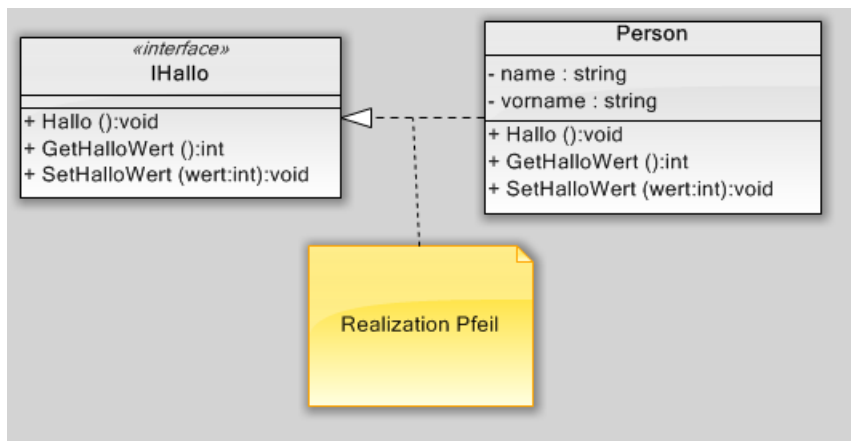 «interface»
IHallo
+ Hallo ():void
+ GetHalloWert ():int
+ SetHalloWert (wert:int):void
Person
- name : string
- vorname : string
+ Hallo ():void
+ GetHalloWert ():int
+ SetHalloWert (wert:int):void
Realization Pfeil